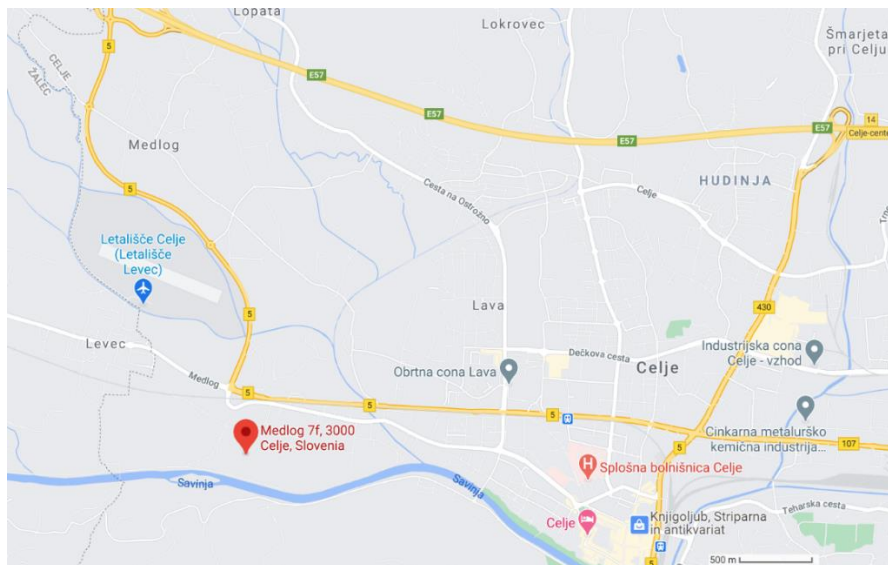 Lopata
Lokrovec
Šmarjeta
pri Celju
5
E57
CELJE
ŽALEC
E57
14
E57
Celje-cente
E57
Medlog
HUDINJA
5
Cesta na Ostrožno
Celje
Letališče Celje
(Letališče
Levec)
5
Lava
430
Levec
Industrijska cona
Celje - vzhod
Dečkova cesta
Obrtna cona Lava
Celje
Medlog
5
5
5
Medlog 7f, 3000
Celje, Slovenia
Cinkarna metalurško
kemična industrija...
5
107
H
Splošna bolnišnica Celje
Savinja
Savinja
Teharska cesta
Celje
Knjigoljub, Striparna
in antikvariat
5
500 m